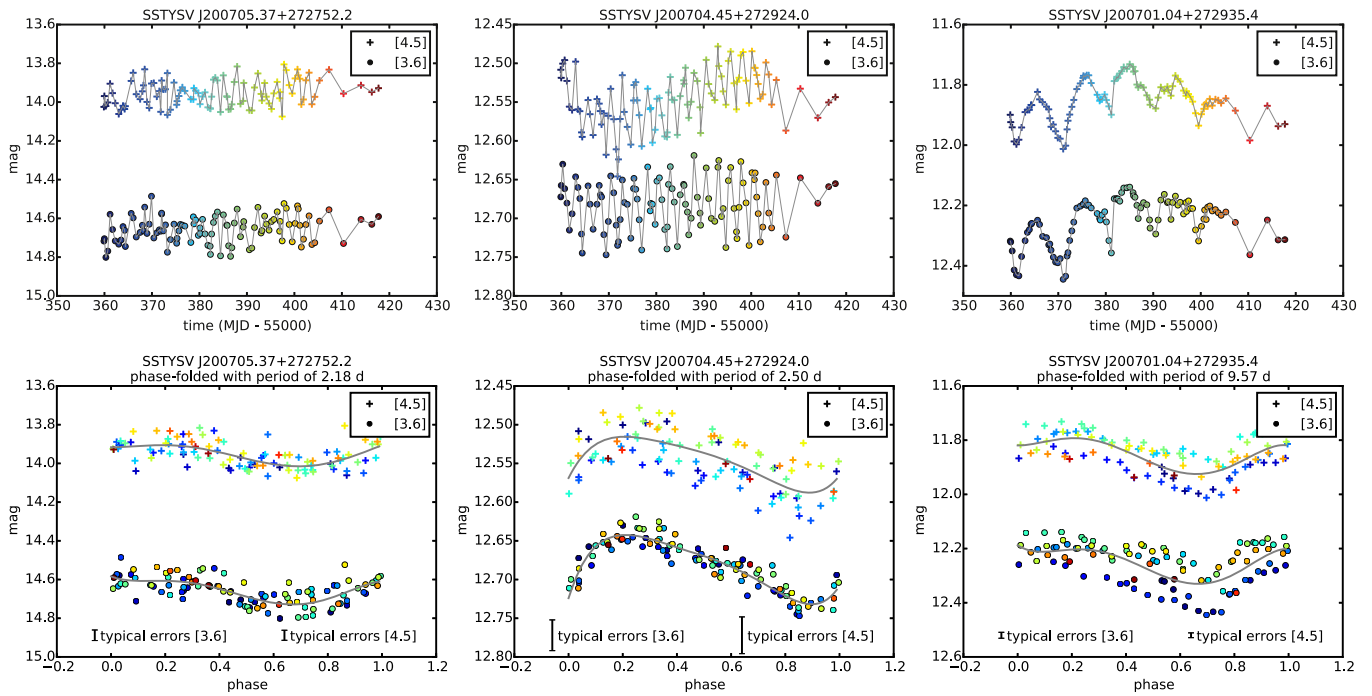 SSTYSV J200705.37+272752.2
13.6
13.8
14.0
14.2
14.4
14.6
14.8
15.0
mag
[4.5]
[3.6]
350 360 370 380 390 400 410 420 430
time (MJD - 55000)
SSTYSV J200704.45+272924.0
12.45
12.50
12.55
12.60
12.65
12.70
12.75
12.80
mag
[4.5]
[3.6]
350 360 370 380 390 400 410 420 430
time (MJD - 55000)
SSTYSV J200701.04+272935.4
11.6
11.8
12.0
12.2
12.4
mag
[4.5]
[3.6]
350 360 370 380 390 400 410 420 430
time (MJD - 55000)
SSTYSV J200705.37+272752.2
phase-folded with period of 2.18 d
13.6
13.8
14.0
14.2
14.4
14.6
14.8
15.0
mag
[4.5]
[3.6]
typical errors [3.6] typical errors [4.5]
−0.2 0.0 0.2 0.4 0.6 0.8 1.0 1.2
phase
SSTYSV J200704.45+272924.0
phase-folded with period of 2.50 d
12.45
12.50
12.55
12.60
12.65
12.70
12.75
12.80
mag
[4.5]
[3.6]
typical errors [3.6] typical errors [4.5]
−0.2 0.0 0.2 0.4 0.6 0.8 1.0 1.2
phase
SSTYSV J200701.04+272935.4
phase-folded with period of 9.57 d
11.6
11.8
12.0
12.2
12.4
12.6
mag
[4.5]
[3.6]
typical errors [3.6] typical errors [4.5]
−0.2 0.0 0.2 0.4 0.6 0.8 1.0 1.2
phase